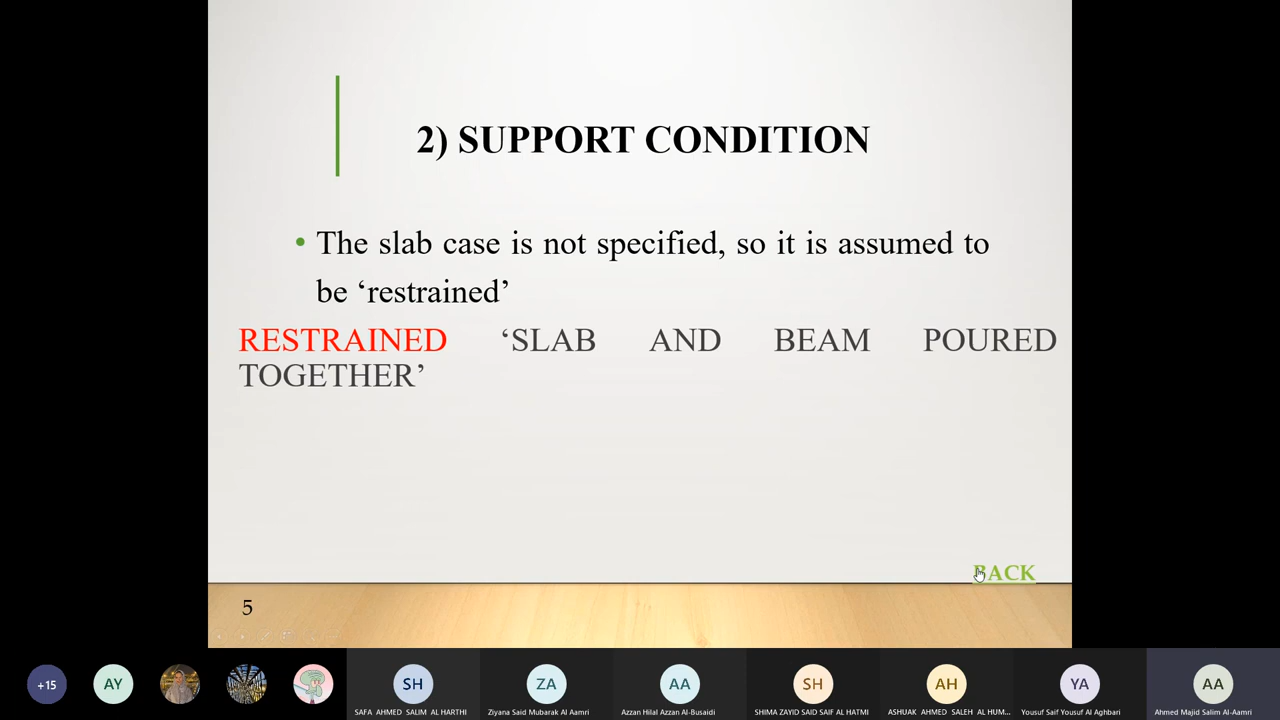 2) SUPPORT CONDITION
• The slab case is not specified, so it is assumed to
be ‘restrained’
RESTRAINED ‘SLAB AND BEAM POURED
TOGETHER’
BACK
5
+15
AY
SH
ZA
AA
SH
AH
YA
AA
SAFA AHMED SALIM AL HARTHI
Ziyana Said Mubarak Al Aamri
Azzan Hilal Azzan Al-Busaidi
SHIMA ZAYID SAID SAIF AL HATMI
ASHUAK AHMED SALEH AL HUM...
Yousuf Saif Yousuf Al Aghbari
Ahmed Majid Salim Al-Aamri